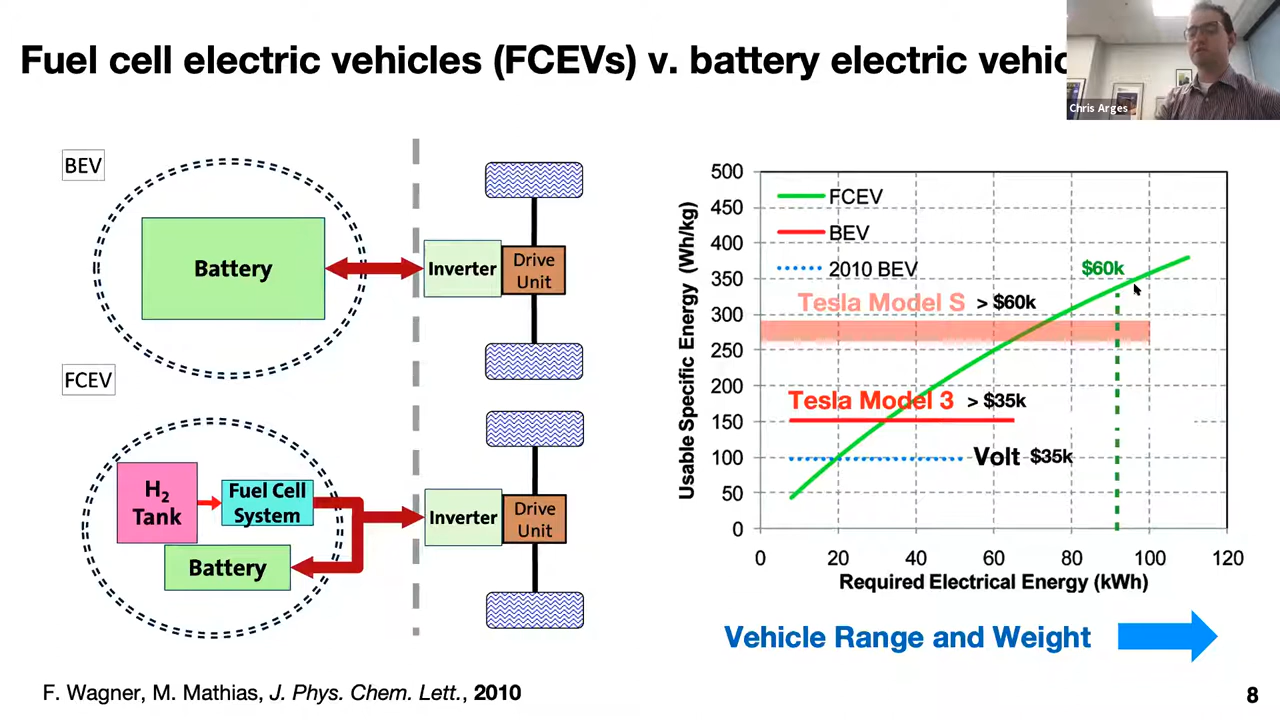 Fuel cell electric vehicles (FCEVs) v. battery electric vehic
Chris Arges
BEV
Battery
Inverter
Drive
Unit
FCEV
H2
Tank
Fuel Cell
System
Battery
Inverter
Drive
Unit
Usable Specific Energy (Wh/kg)
500
450
400
350
300
250
200
150
100
50
0
FCEV
BEV
2010 BEV
$60k
Tesla Model S > $60k
Tesla Model 3 > $35k
Volt $35k
0 20 40 60 80 100 120
Required Electrical Energy (kWh)
Vehicle Range and Weight
F. Wagner, M. Mathias, J. Phys. Chem. Lett., 2010
8